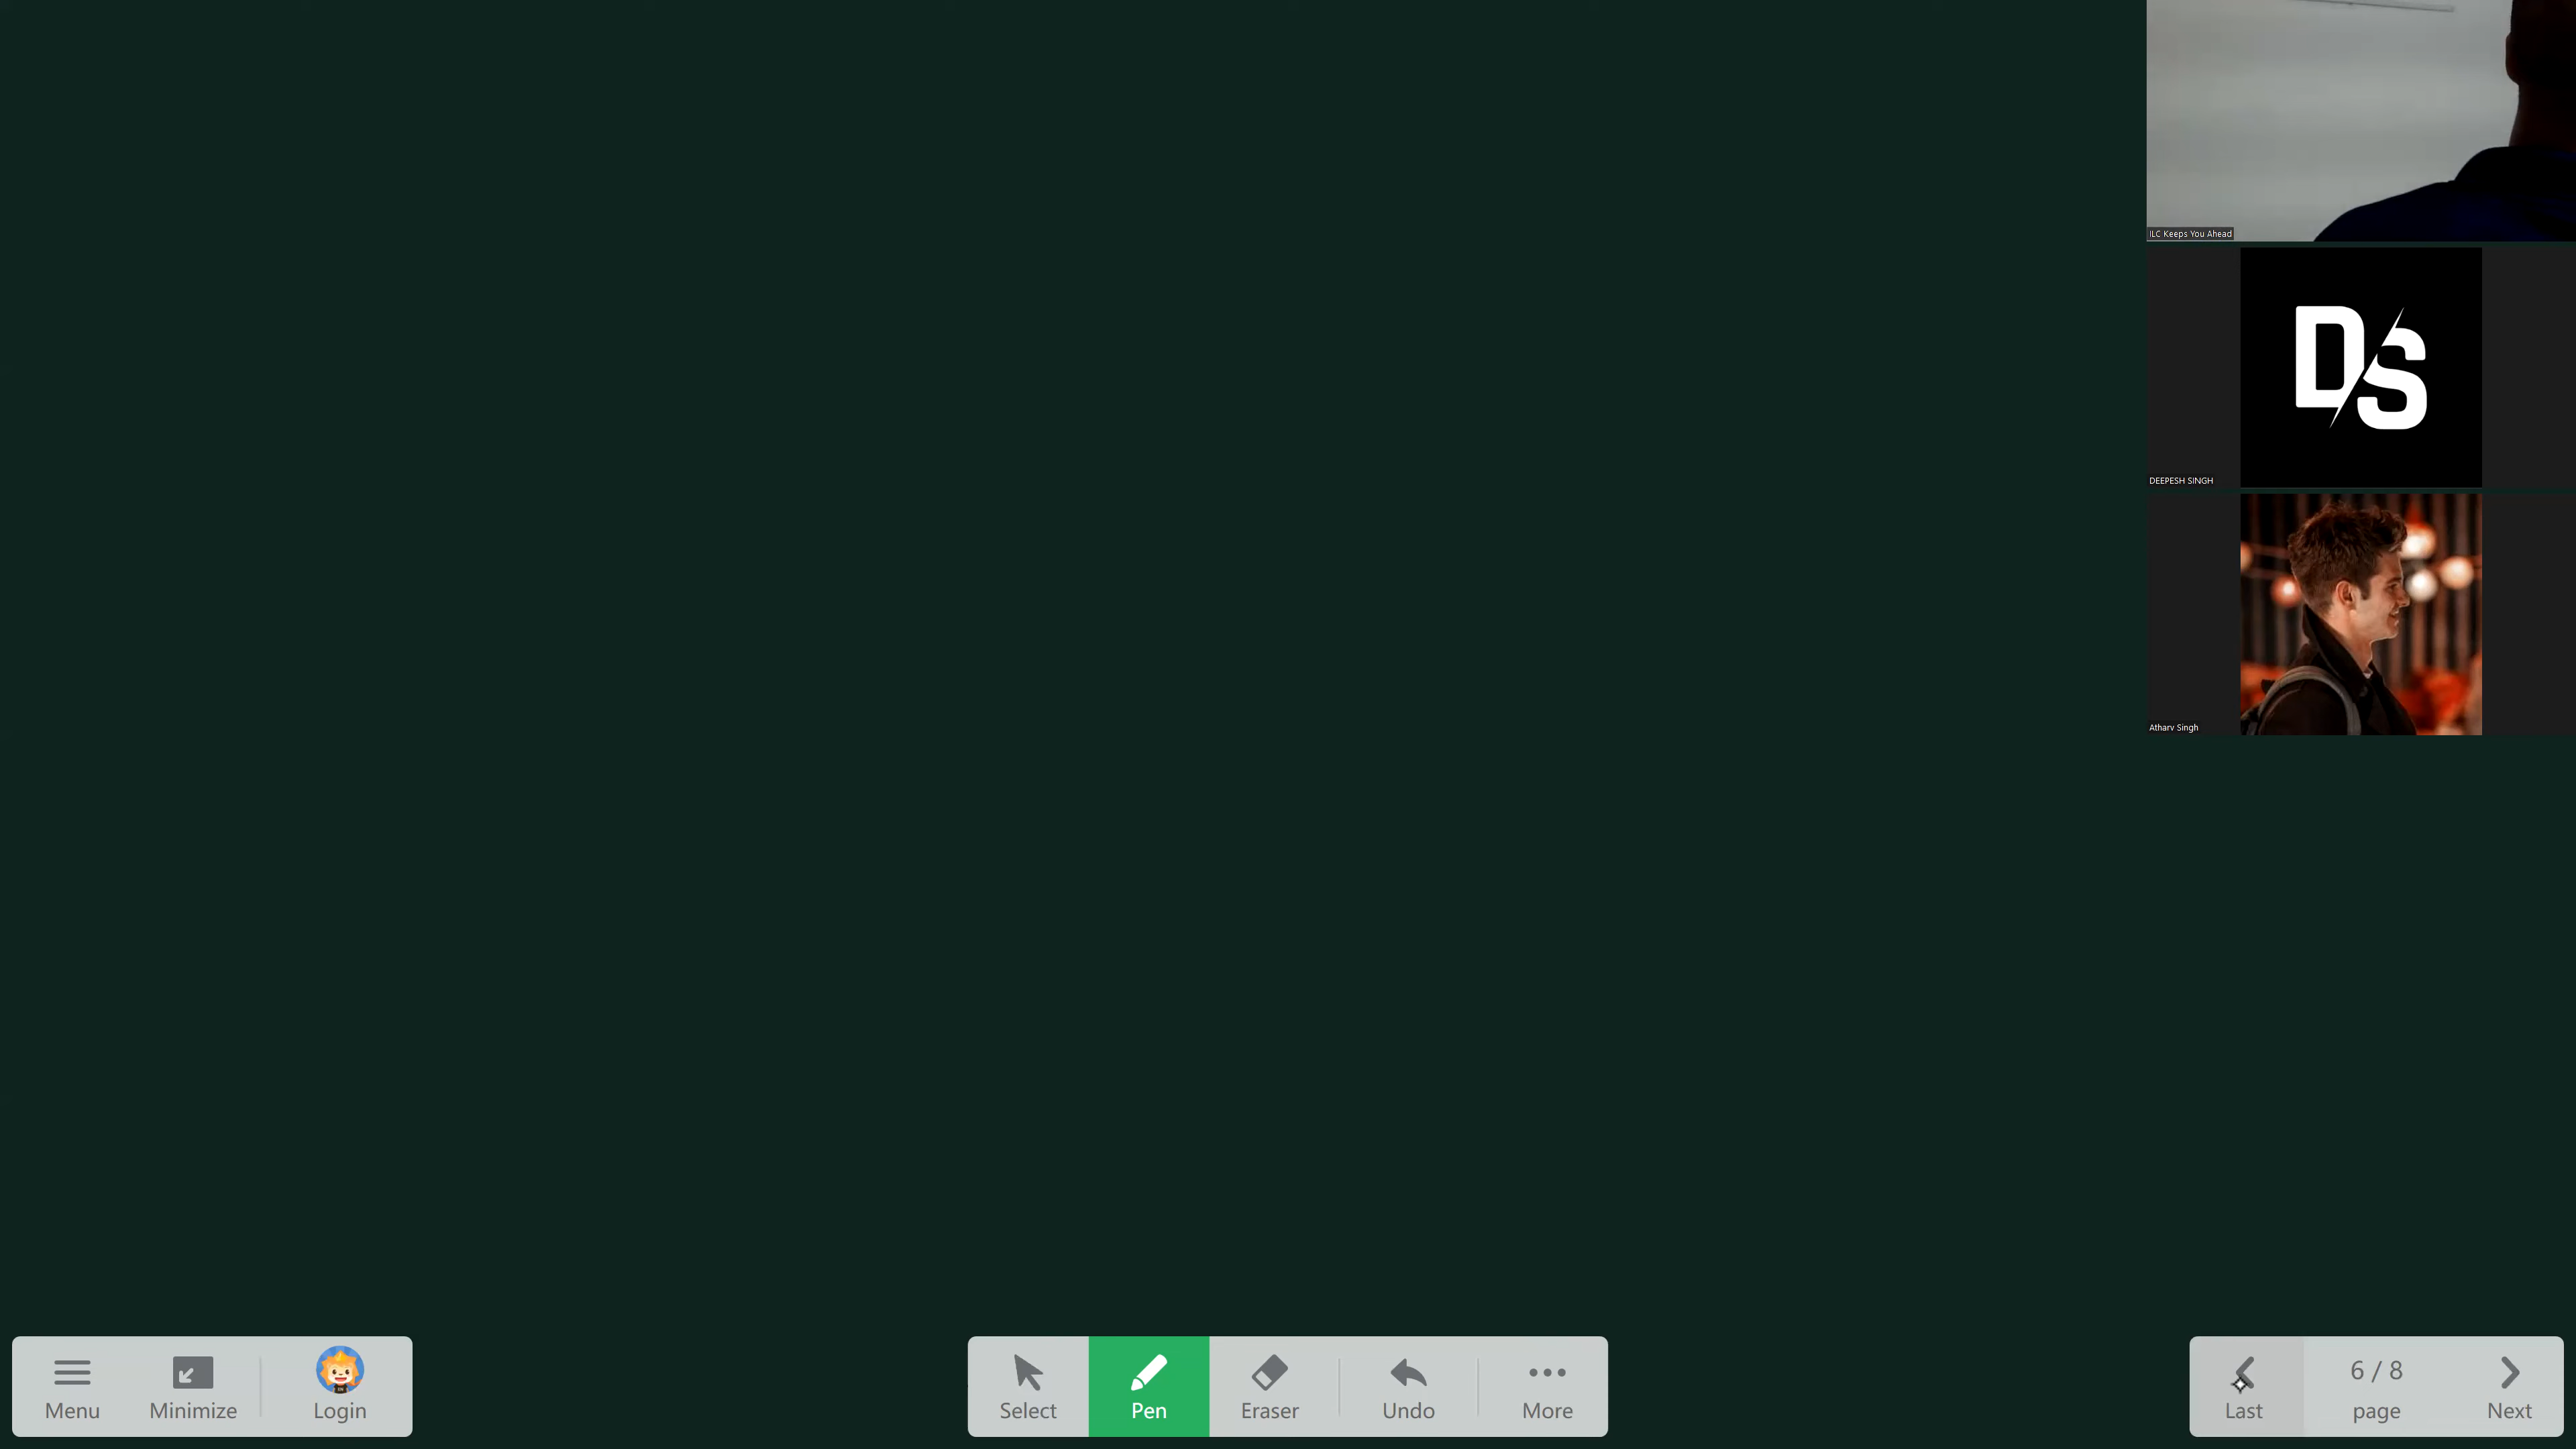 ILC Keeps You Ahead
DS
DEEPESH SINGH
Atharv Singh
Menu
Minimize
Login
Select
Pen
Eraser
Undo
More
Last
6 / 8
page
Next